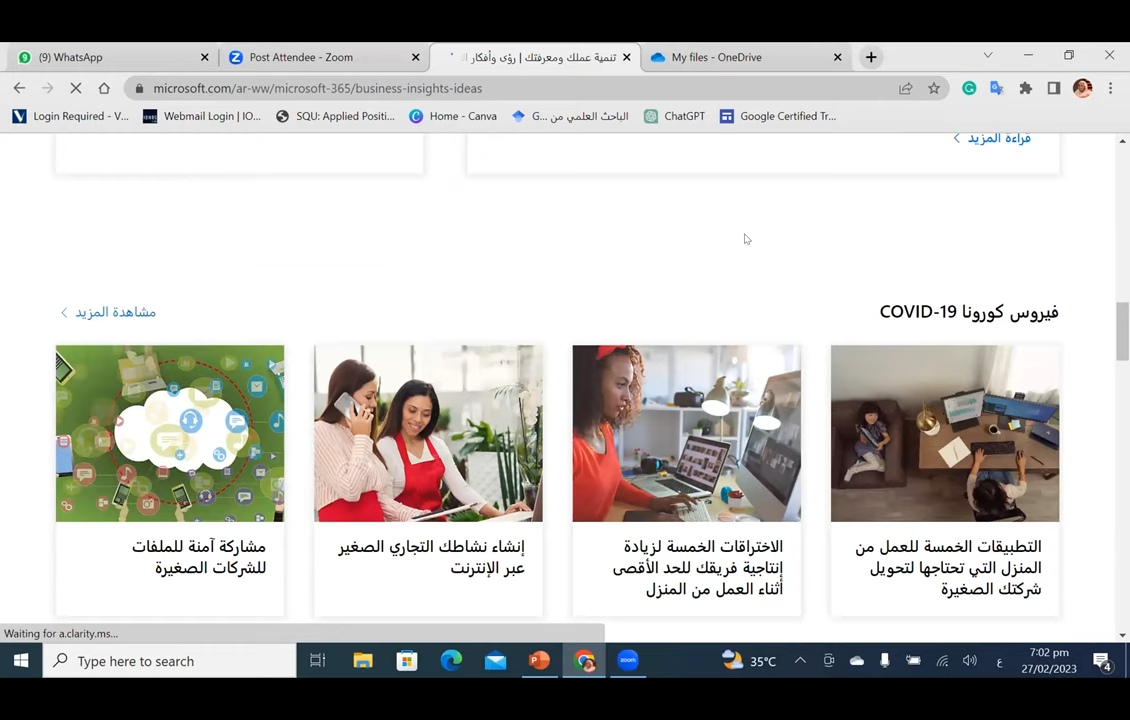 (9) WhatsApp
Post Attendee - Zoom
تنمية عملك ومعرفتك | رؤى وأفكار ال
My files - OneDrive
microsoft.com/ar-ww/microsoft-365/business-insights-ideas
Login Required - V...
Webmail Login | IO...
SQU: Applied Positi...
Home - Canva
الباحث العلمي من ...G
ChatGPT
Google Certified Tr...
قراءة المزيد
فيروس كورونا COVID-19
مشاهدة المزيد
التطبيقات الخمسة للعمل من
المنزل التي تحتاجها لتحويل
شركتك الصغيرة
الاختراقات الخمسة لزيادة
إنتاجية فريقك للحد الأقصى
أثناء العمل من المنزل
إنشاء نشاطك التجاري الصغير
عبر الإنترنت
مشاركة آمنة للملفات
للشركات الصغيرة
Waiting for a.clarity.ms...
Type here to search
zoom
35°C
ع
7:02 pm
27/02/2023
4